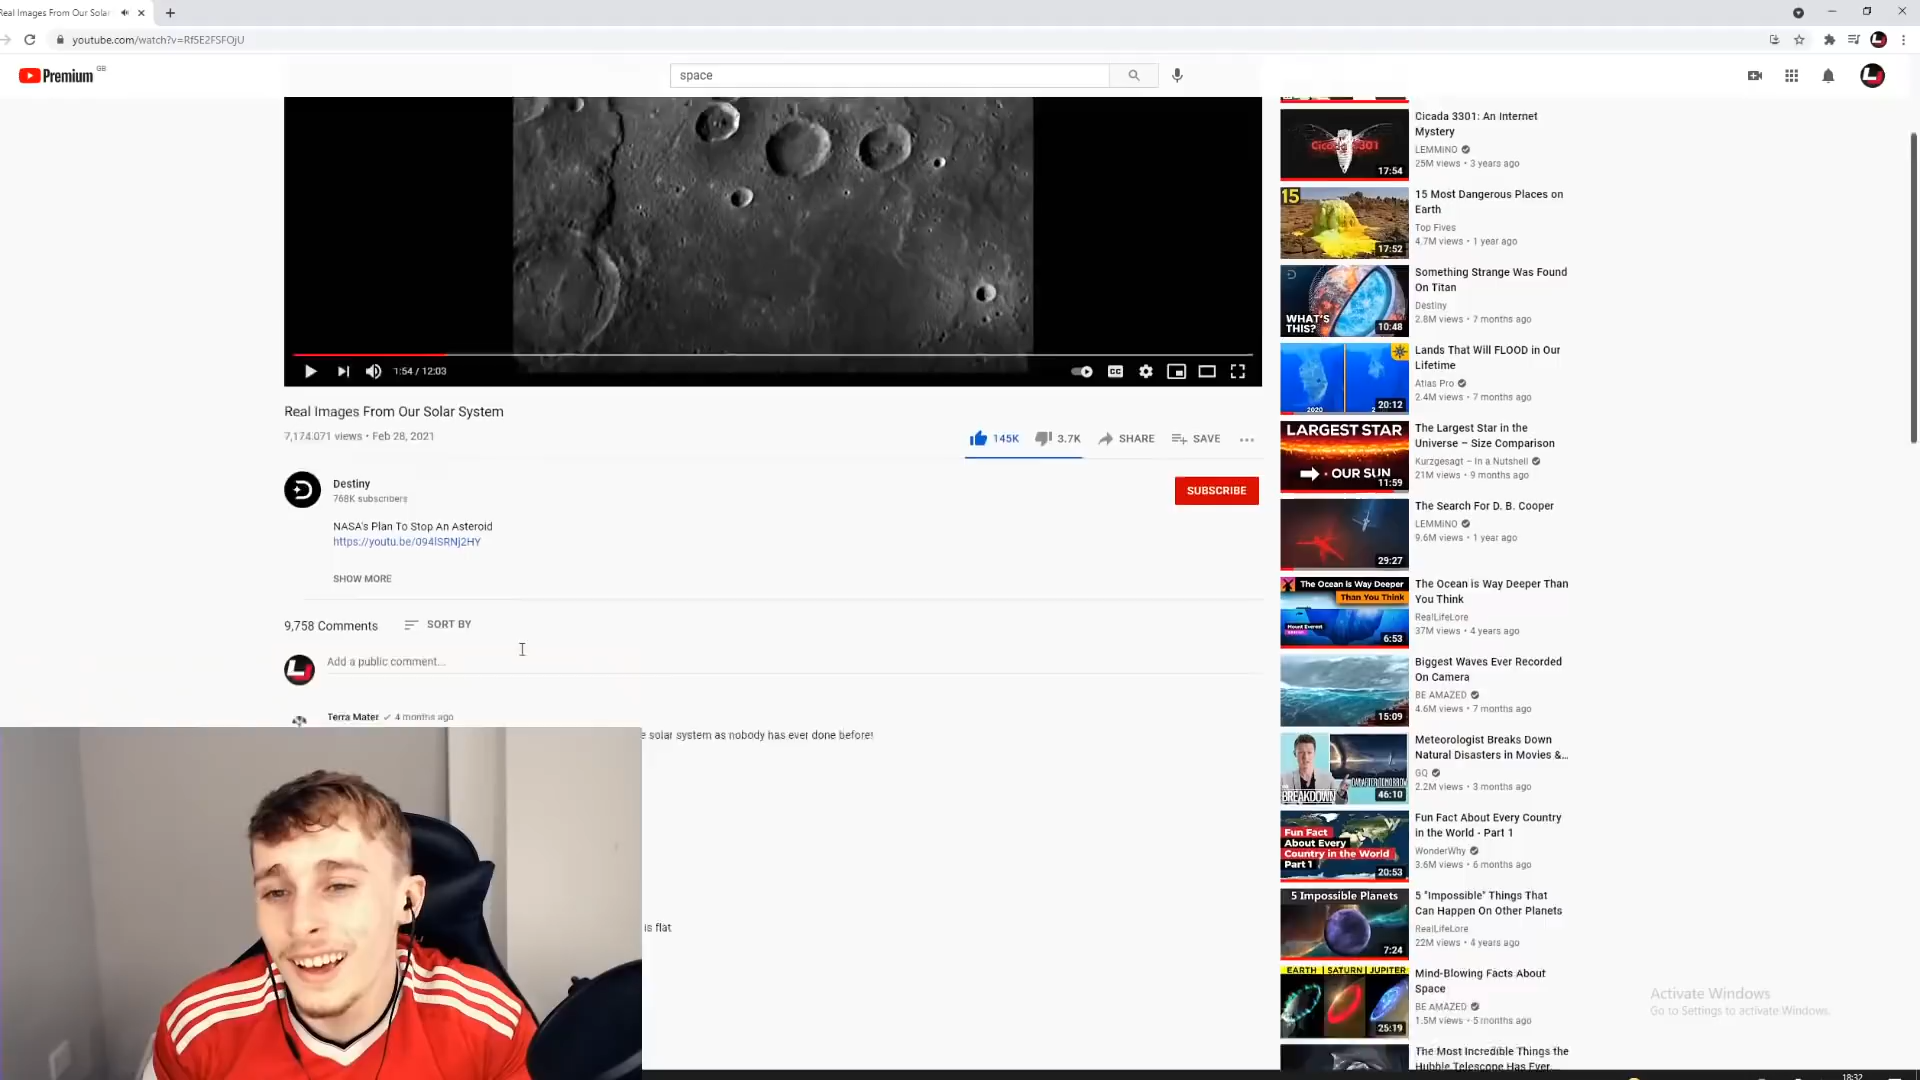 Real Images From Our Solar
youtube.com/watch?v=Rf5E2FSFOjU
Premium GB
space
1:54 / 12:03
CC
Real Images From Our Solar System
7,174,071 views • Feb 28, 2021
145K
3.7K
SHARE
SAVE
Destiny
768K subscribers
SUBSCRIBE
NASA's Plan To Stop An Asteroid
https://youtu.be/094lSRNj2HY
SHOW MORE
9,758 Comments
SORT BY
Add a public comment...
Terra Mater 4 months ago
solar system as nobody has ever done before!
is flat
Cicada 3301: An Internet
Mystery
LEMMiNO
25M views • 3 years ago
Cicada 3301
17:54
15 Most Dangerous Places on
Earth
Top Fives
4.7M views • 1 year ago
15
17:52
Something Strange Was Found
On Titan
Destiny
2.8M views • 7 months ago
WHAT'S
THIS?
10:48
Lands That Will FLOOD in Our
Lifetime
Atlas Pro
2.4M views • 7 months ago
2020
20:12
The Largest Star in the
Universe – Size Comparison
Kurzgesagt – In a Nutshell
21M views • 9 months ago
LARGEST STAR
OUR SUN
11:59
The Search For D. B. Cooper
LEMMiNO
9.6M views • 1 year ago
29:27
The Ocean is Way Deeper Than
You Think
RealLifeLore
37M views • 4 years ago
The Ocean is Way Deeper
Than You Think
Mount Everest
6:53
Biggest Waves Ever Recorded
On Camera
BE AMAZED
4.6M views • 7 months ago
15:09
Meteorologist Breaks Down
Natural Disasters in Movies &...
GQ
2.2M views • 3 months ago
BREAKDOWN
46:10
Fun Fact About Every Country
in the World - Part 1
WonderWhy
3.6M views • 6 months ago
Fun Fact
About Every
Country in the World
Part 1
20:53
5 "Impossible" Things That
Can Happen On Other Planets
RealLifeLore
22M views • 4 years ago
5 Impossible Planets
7:24
Mind-Blowing Facts About
Space
BE AMAZED
1.5M views • 5 months ago
EARTH | SATURN | JUPITER
25:19
The Most Incredible Things the
Hubble Telescope Has Ever...
Activate Windows
Go to Settings to activate Windows.
18:32